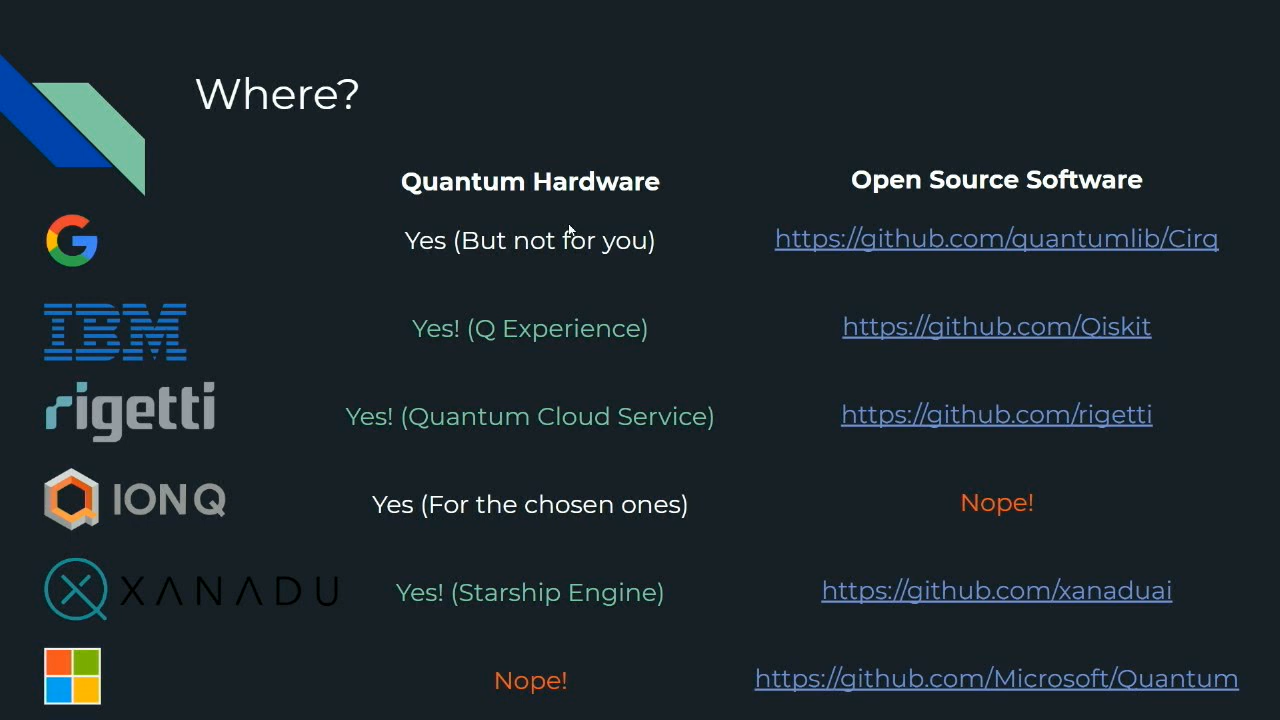 Where?
Quantum Hardware
Open Source Software
Yes (But not for you)
https://github.com/quantumlib/Cirq
IBM
Yes! (Q Experience)
https://github.com/Qiskit
rigetti
Yes! (Quantum Cloud Service)
https://github.com/rigetti
IONQ
Yes (For the chosen ones)
Nope!
XANADU
Yes! (Starship Engine)
https://github.com/xanaduai
Nope!
https://github.com/Microsoft/Quantum